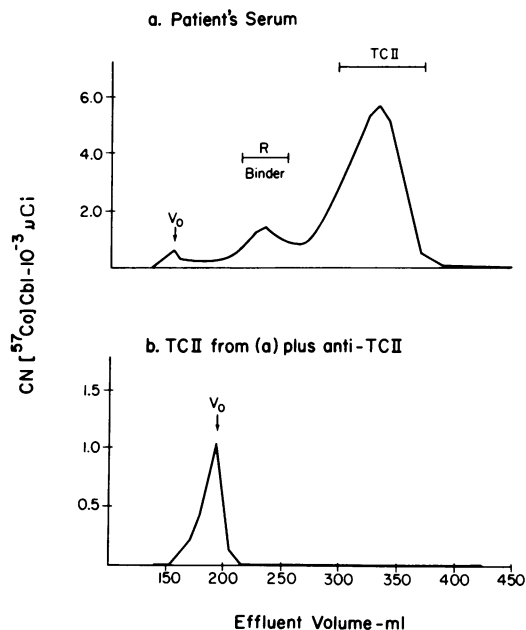 a. Patient's Serum
TC II
6.0
4.0
2.0
R
Binder
Vo
CN [57Co] Cbl-10-3 μCi
b. TC II from (a) plus anti-TC II
1.5
1.0
0.5
Vo
150 200 250 300 350 400 450
Effluent Volume-ml